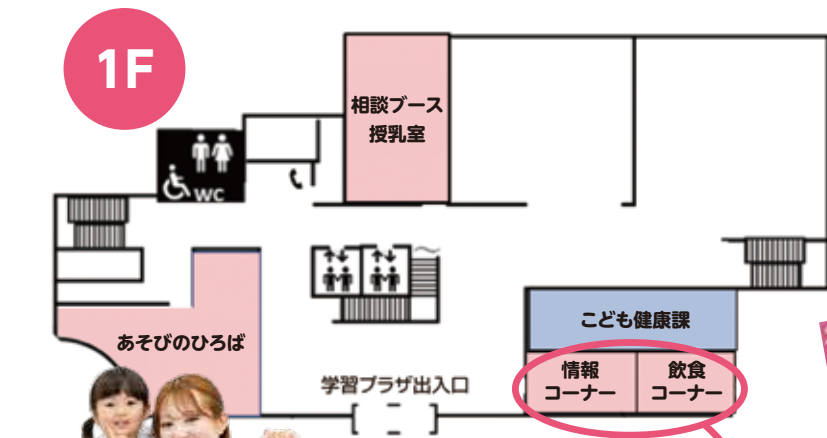 1F
相談ブース
授乳室
WC
こども健康課
あそびのひろば
情報
コーナー
飲食
コーナー
学習プラザ出入口